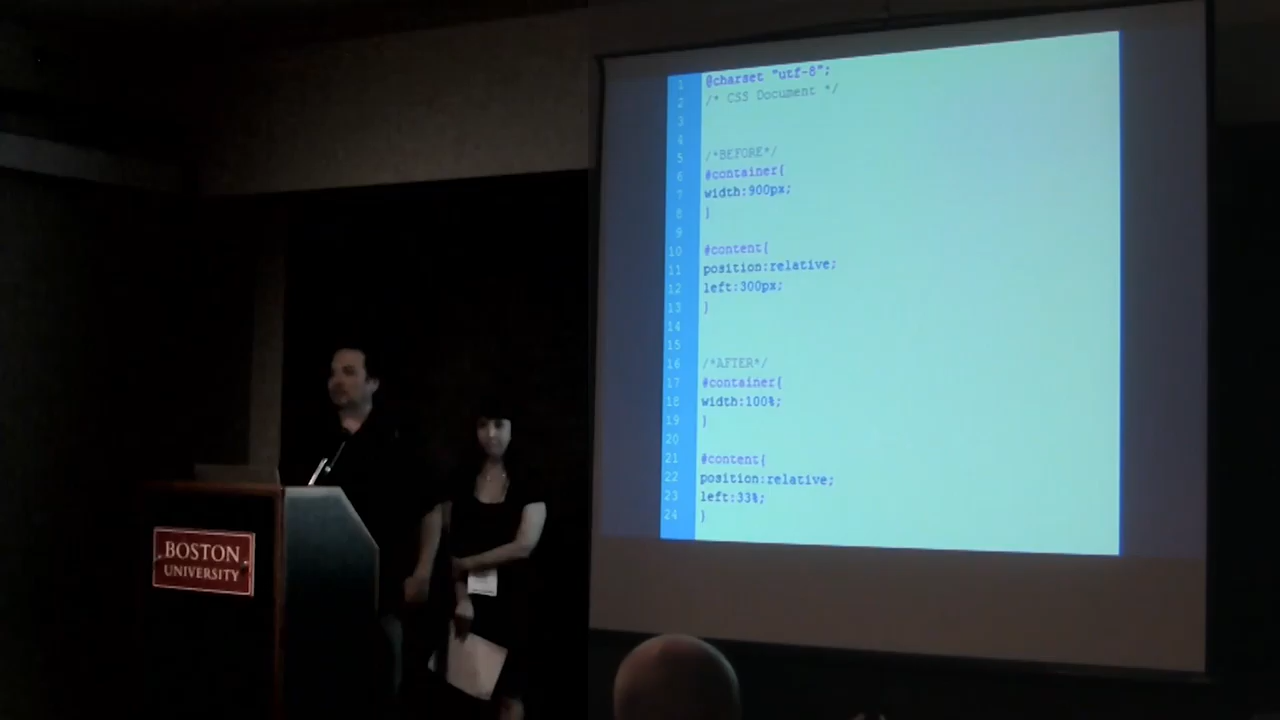 BOSTON
UNIVERSITY
1 @charset "utf-8";
2 /* CSS Document */
3
4
5 /*BEFORE*/
6 #container{
7 width:900px;
8 }
9
10 #content{
11 position:relative;
12 left:300px;
13 }
14
15
16 /*AFTER*/
17 #container{
18 width:100%;
19 }
20
21 #content{
22 position:relative;
23 left:33%;
24 }